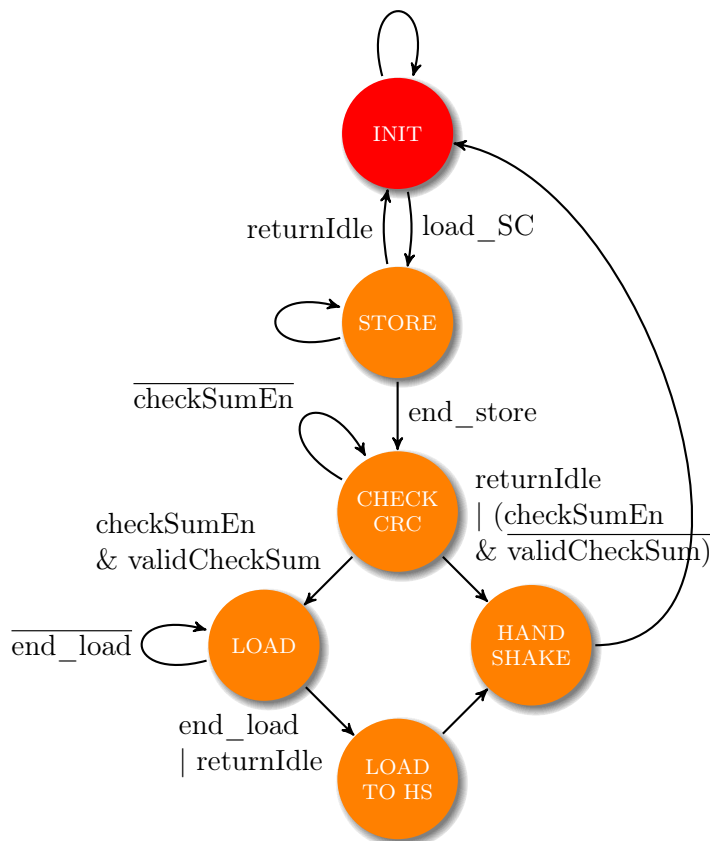 INIT
returnIdle
load_SC
STORE
checkSumEn
end_store
CHECK
CRC
returnIdle
| (checkSumEn
& validCheckSum)
checkSumEn
& validCheckSum
end_load
LOAD
HAND
SHAKE
end_load
| returnIdle
LOAD
TO HS